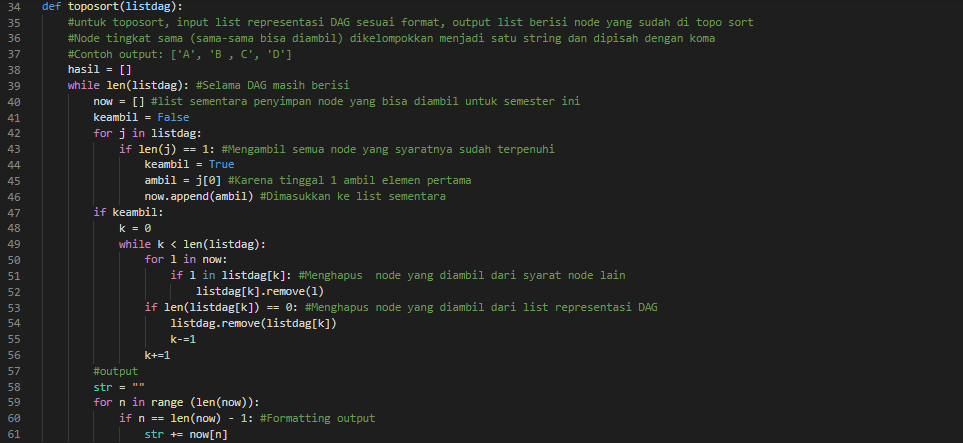 34 def toposort(listdag):
35 #untuk toposort, input list representasi DAG sesuai format, output list berisi node yang sudah di topo sort
36 #Node tingkat sama (sama-sama bisa diambil) dikelompokkan menjadi satu string dan dipisah dengan koma
37 #Contoh output: ['A', 'B , C', 'D']
38 hasil = []
39 while len(listdag): #Selama DAG masih berisi
40 now = [] #list sementara penyimpan node yang bisa diambil untuk semester ini
41 keambil = False
42 for j in listdag:
43 if len(j) == 1: #Mengambil semua node yang syaratnya sudah terpenuhi
44 keambil = True
45 ambil = j[0] #Karena tinggal 1 ambil elemen pertama
46 now.append(ambil) #Dimasukkan ke list sementara
47 if keambil:
48 k = 0
49 while k < len(listdag):
50 for l in now:
51 if l in listdag[k]: #Menghapus  node yang diambil dari syarat node lain
52 listdag[k].remove(l)
53 if len(listdag[k]) == 0: #Menghapus node yang diambil dari list representasi DAG
54 listdag.remove(listdag[k])
55 k-=1
56 k+=1
57 #output
58 str = ""
59 for n in range (len(now)):
60 if n == len(now) - 1: #Formatting output
61 str += now[n]